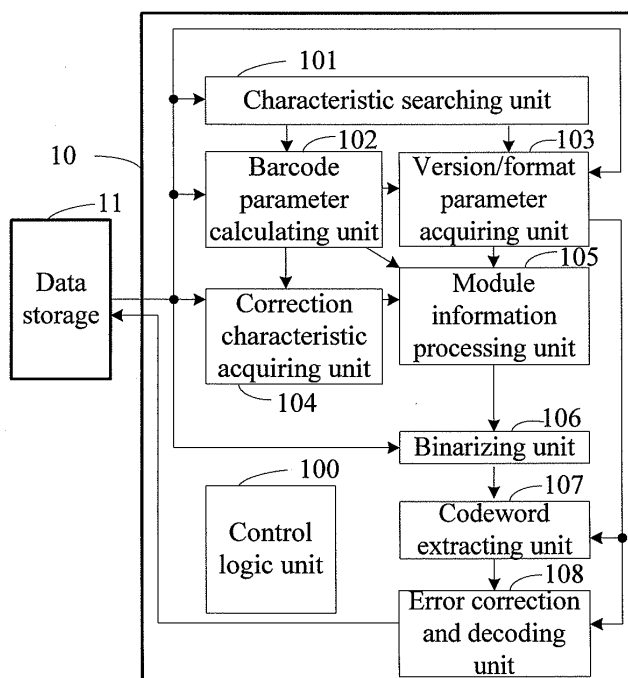 101
Characteristic searching unit
10
102
103
Barcode
parameter
calculating unit
Version/format
parameter
acquiring unit
11
Data
storage
105
Correction
characteristic
acquiring unit
Module
information
processing unit
104
106
Binarizing unit
100
Control
logic unit
107
Codeword
extracting unit
108
Error correction
and decoding
unit